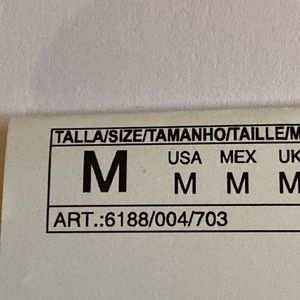 TALLA/SIZE/TAMANHO/TAILLE/M
M
USA MEX UK
M M M
ART.:6188/004/703